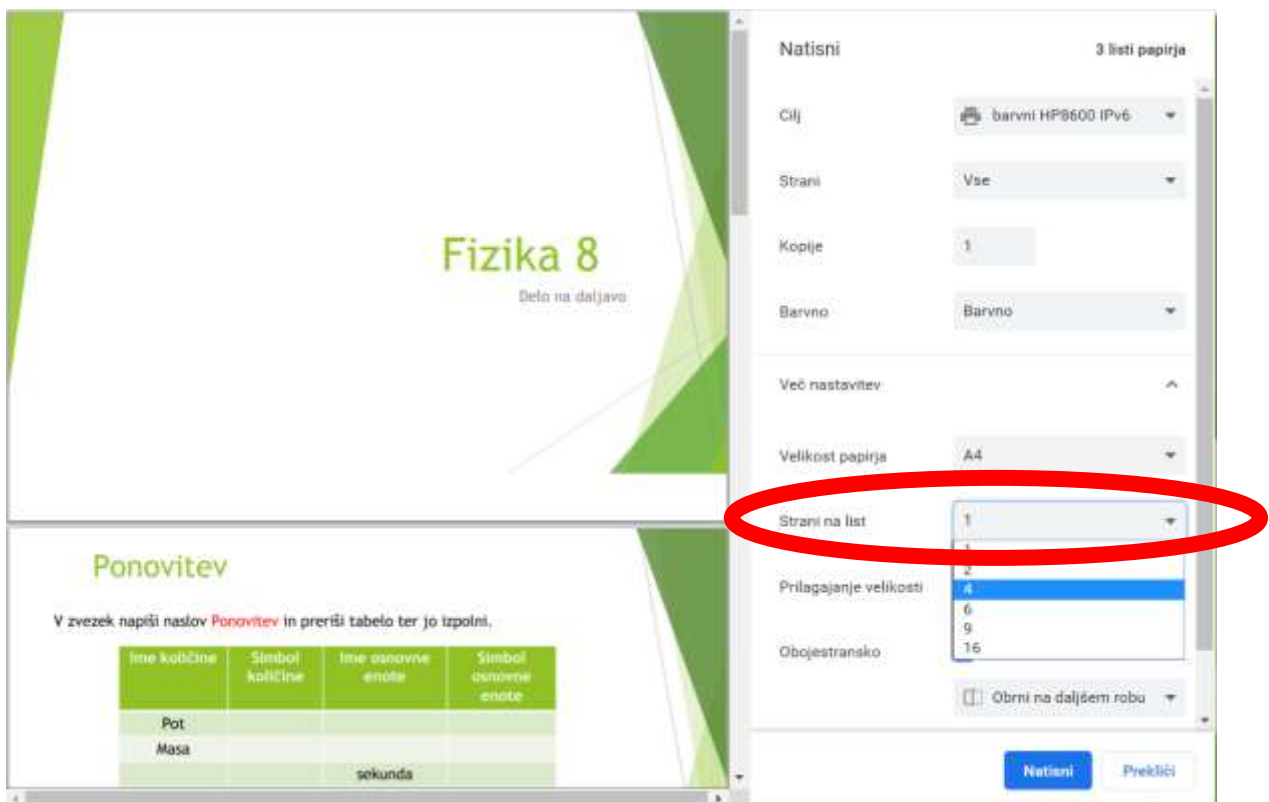 Fizika 8
Delo na daljavo
Ponovitev
V zvezek napiši naslov Ponovitev in preriši tabelo ter jo izpolni.
Ime količine Simbol količine Ime osnovne enote Simbol osnovne enote
Pot
Masa
sekunda
Natisni 3 listi papirja
Cilj barvni HP8600 IPv6
Strani Vse
Kopije 1
Barvno Barvno
Več nastavitev
Velikost papirja A4
Strani na list 1
1
2
4
6
9
16
Prilagajanje velikosti
Obojestransko
Obrni na daljšem robu
Natisni Prekliči